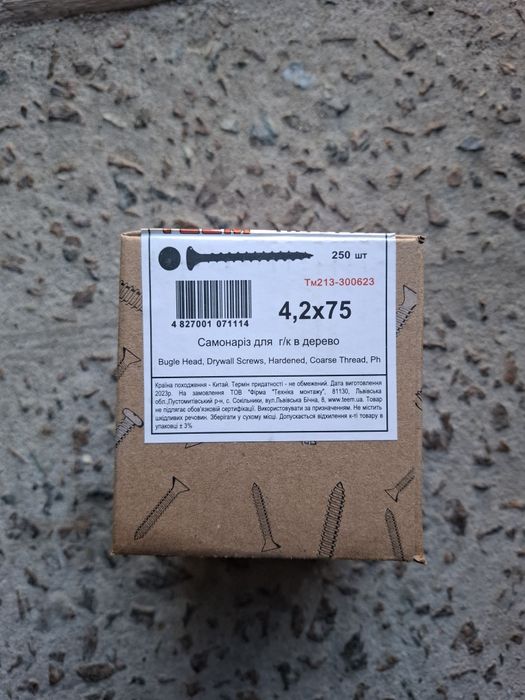 TEEM
250 шт
Тм213-300623
4,2x75
4 827001 071114
Саморіз для г/к в дерево
Bugle Head, Drywall Screws, Hardened, Coarse Thread, Ph
Країна походження - Китай. Термін придатності - не обмежений. Дата виготовлення
2023р. На замовлення ТОВ "Фірма "Техніка монтажу", 81130, Львівська
обл.,Пустомитівський р-н, с. Сокільники, вул.Львівська Бічна, 8, www.teem.ua. Товар
не підлягає обов'язковій сертифікації. Використовувати за призначенням. Не містить
шкідливих речовин. Зберігати у сухому місці. Допускається відхилення к-ті товару в
упаковці ± 3%